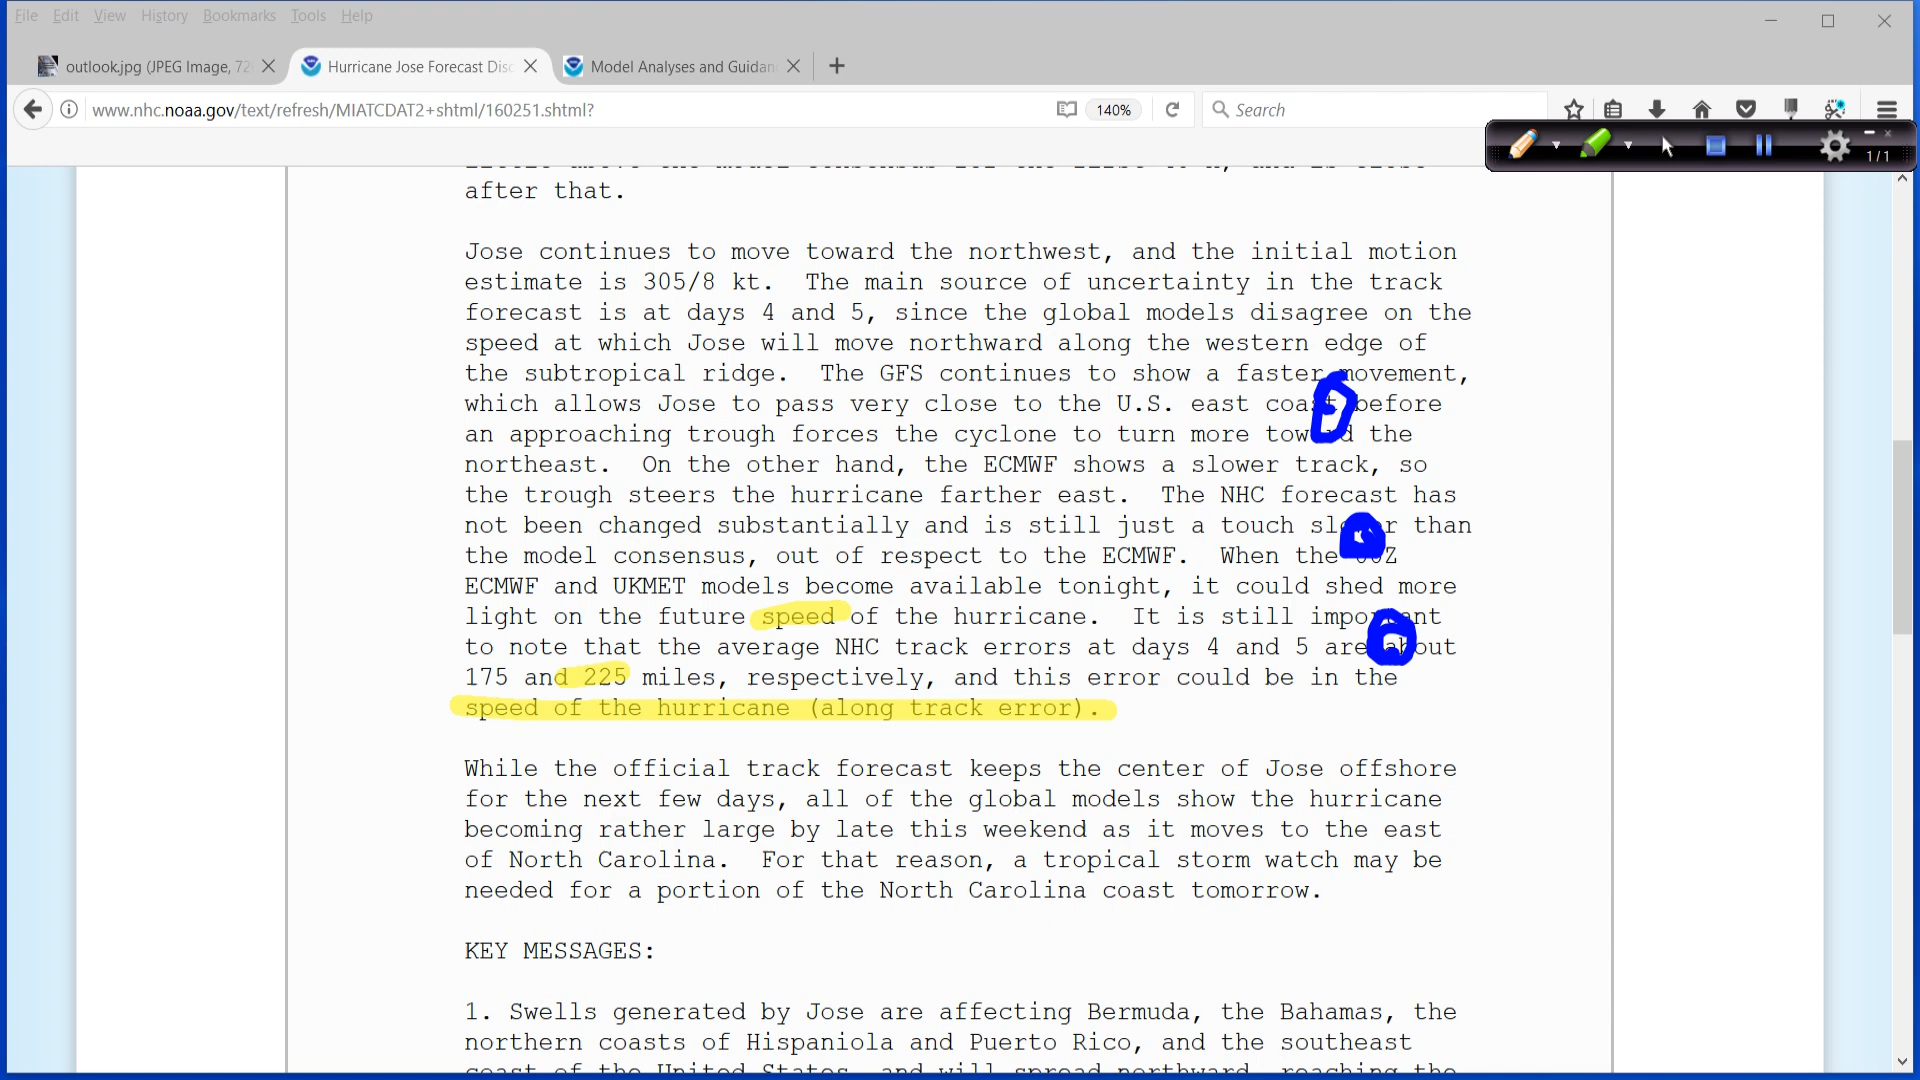 File Edit View History Bookmarks Tools Help
outlook.jpg (JPEG Image, 72
Hurricane Jose Forecast Disc
Model Analyses and Guidan
www.nhc.noaa.gov/text/refresh/MIATCDAT2+shtml/160251.shtml?
140%
Search
1/1
after that.
Jose continues to move toward the northwest, and the initial motion
estimate is 305/8 kt. The main source of uncertainty in the track
forecast is at days 4 and 5, since the global models disagree on the
speed at which Jose will move northward along the western edge of
the subtropical ridge. The GFS continues to show a faster movement,
which allows Jose to pass very close to the U.S. east coast before
an approaching trough forces the cyclone to turn more toward the
northeast. On the other hand, the ECMWF shows a slower track, so
the trough steers the hurricane farther east. The NHC forecast has
not been changed substantially and is still just a touch slower than
the model consensus, out of respect to the ECMWF. When the 00Z
ECMWF and UKMET models become available tonight, it could shed more
light on the future speed of the hurricane. It is still important
to note that the average NHC track errors at days 4 and 5 are about
175 and 225 miles, respectively, and this error could be in the
speed of the hurricane (along track error).
While the official track forecast keeps the center of Jose offshore
for the next few days, all of the global models show the hurricane
becoming rather large by late this weekend as it moves to the east
of North Carolina. For that reason, a tropical storm watch may be
needed for a portion of the North Carolina coast tomorrow.
KEY MESSAGES:
1. Swells generated by Jose are affecting Bermuda, the Bahamas, the
northern coasts of Hispaniola and Puerto Rico, and the southeast
coast of the United States, and will spread northward, reaching the